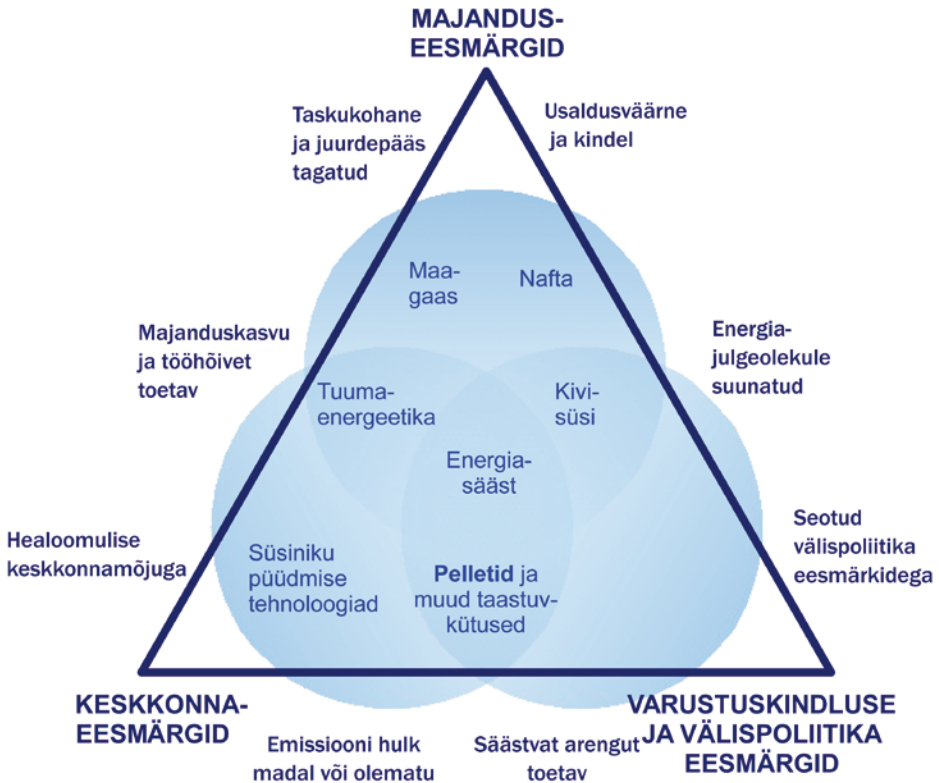 MAJANDUS-
EESMÄRGID
Taskukohane
ja juurdepääs
tagatud
Usaldusväärne
ja kindel
Maa-
gaas
Nafta
Majanduskasvu
ja tööhõivet
toetav
Energia-
julgeolekule
suunatud
Tuuma-
energeetika
Kivi-
süsi
Energia-
sääst
Healoomulise
keskkonnamõjuga
Süsiniku
püüdmise
tehnoloogiad
Pelletid ja
muud taastuv-
kütused
Seotud
välispoliitika
eesmärkidega
KESKKONNA-
EESMÄRGID
VARUSTUSKINDLUSE
JA VÄLISPOLIITIKA
EESMÄRGID
Emissiooni hulk
madal või olematu
Säästvat arengut
toetav